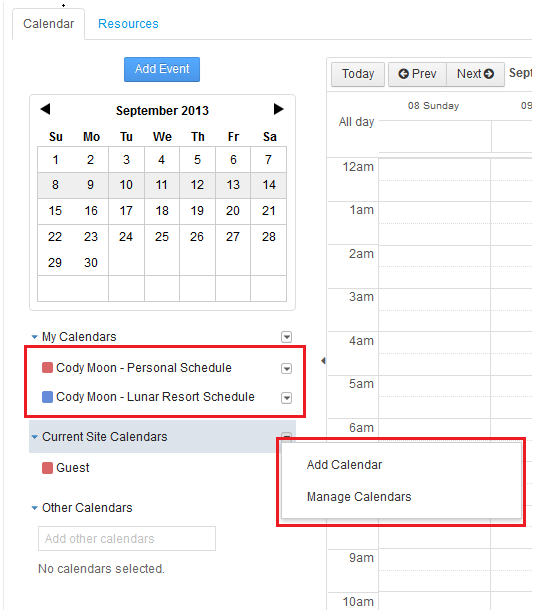 Calendar Resources
Add Event
September 2013
Su Mo Tu We Th Fr Sa
1 2 3 4 5 6 7
8 9 10 11 12 13 14
15 16 17 18 19 20 21
22 23 24 25 26 27 28
29 30
My Calendars
Cody Moon - Personal Schedule
Cody Moon - Lunar Resort Schedule
Current Site Calendars
Guest
Other Calendars
Add other calendars
No calendars selected.
Today Prev Next Sept
08 Sunday 09
All day
12am
1am
2am
3am
4am
5am
6am
Add Calendar
Manage Calendars
9am
10am